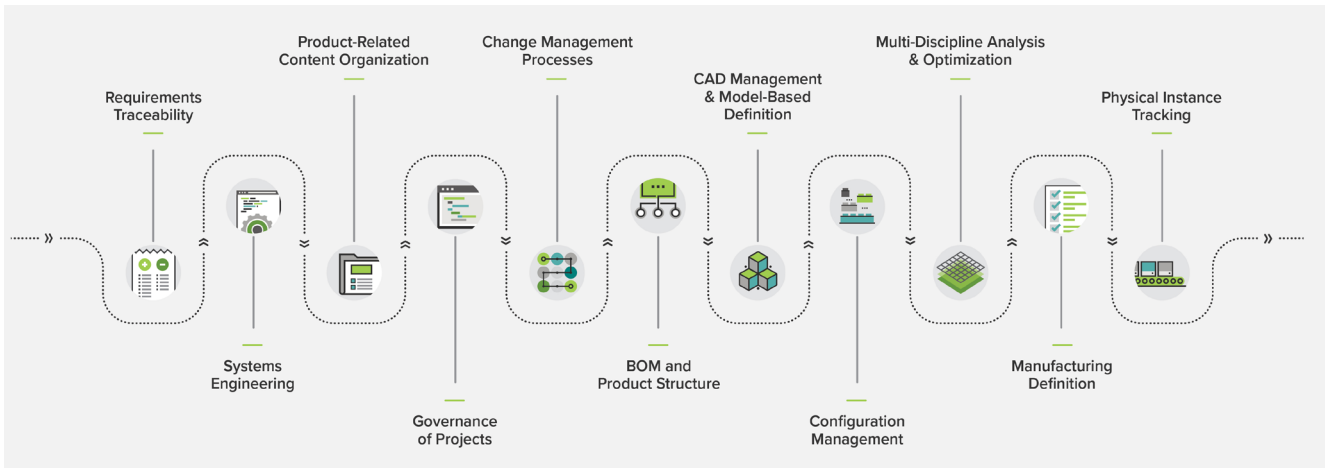 Requirements
Traceability
Systems
Engineering
Product-Related
Content Organization
Governance
of Projects
Change Management
Processes
BOM and
Product Structure
CAD Management
& Model-Based
Definition
Configuration
Management
Multi-Discipline Analysis
& Optimization
Manufacturing
Definition
Physical Instance
Tracking